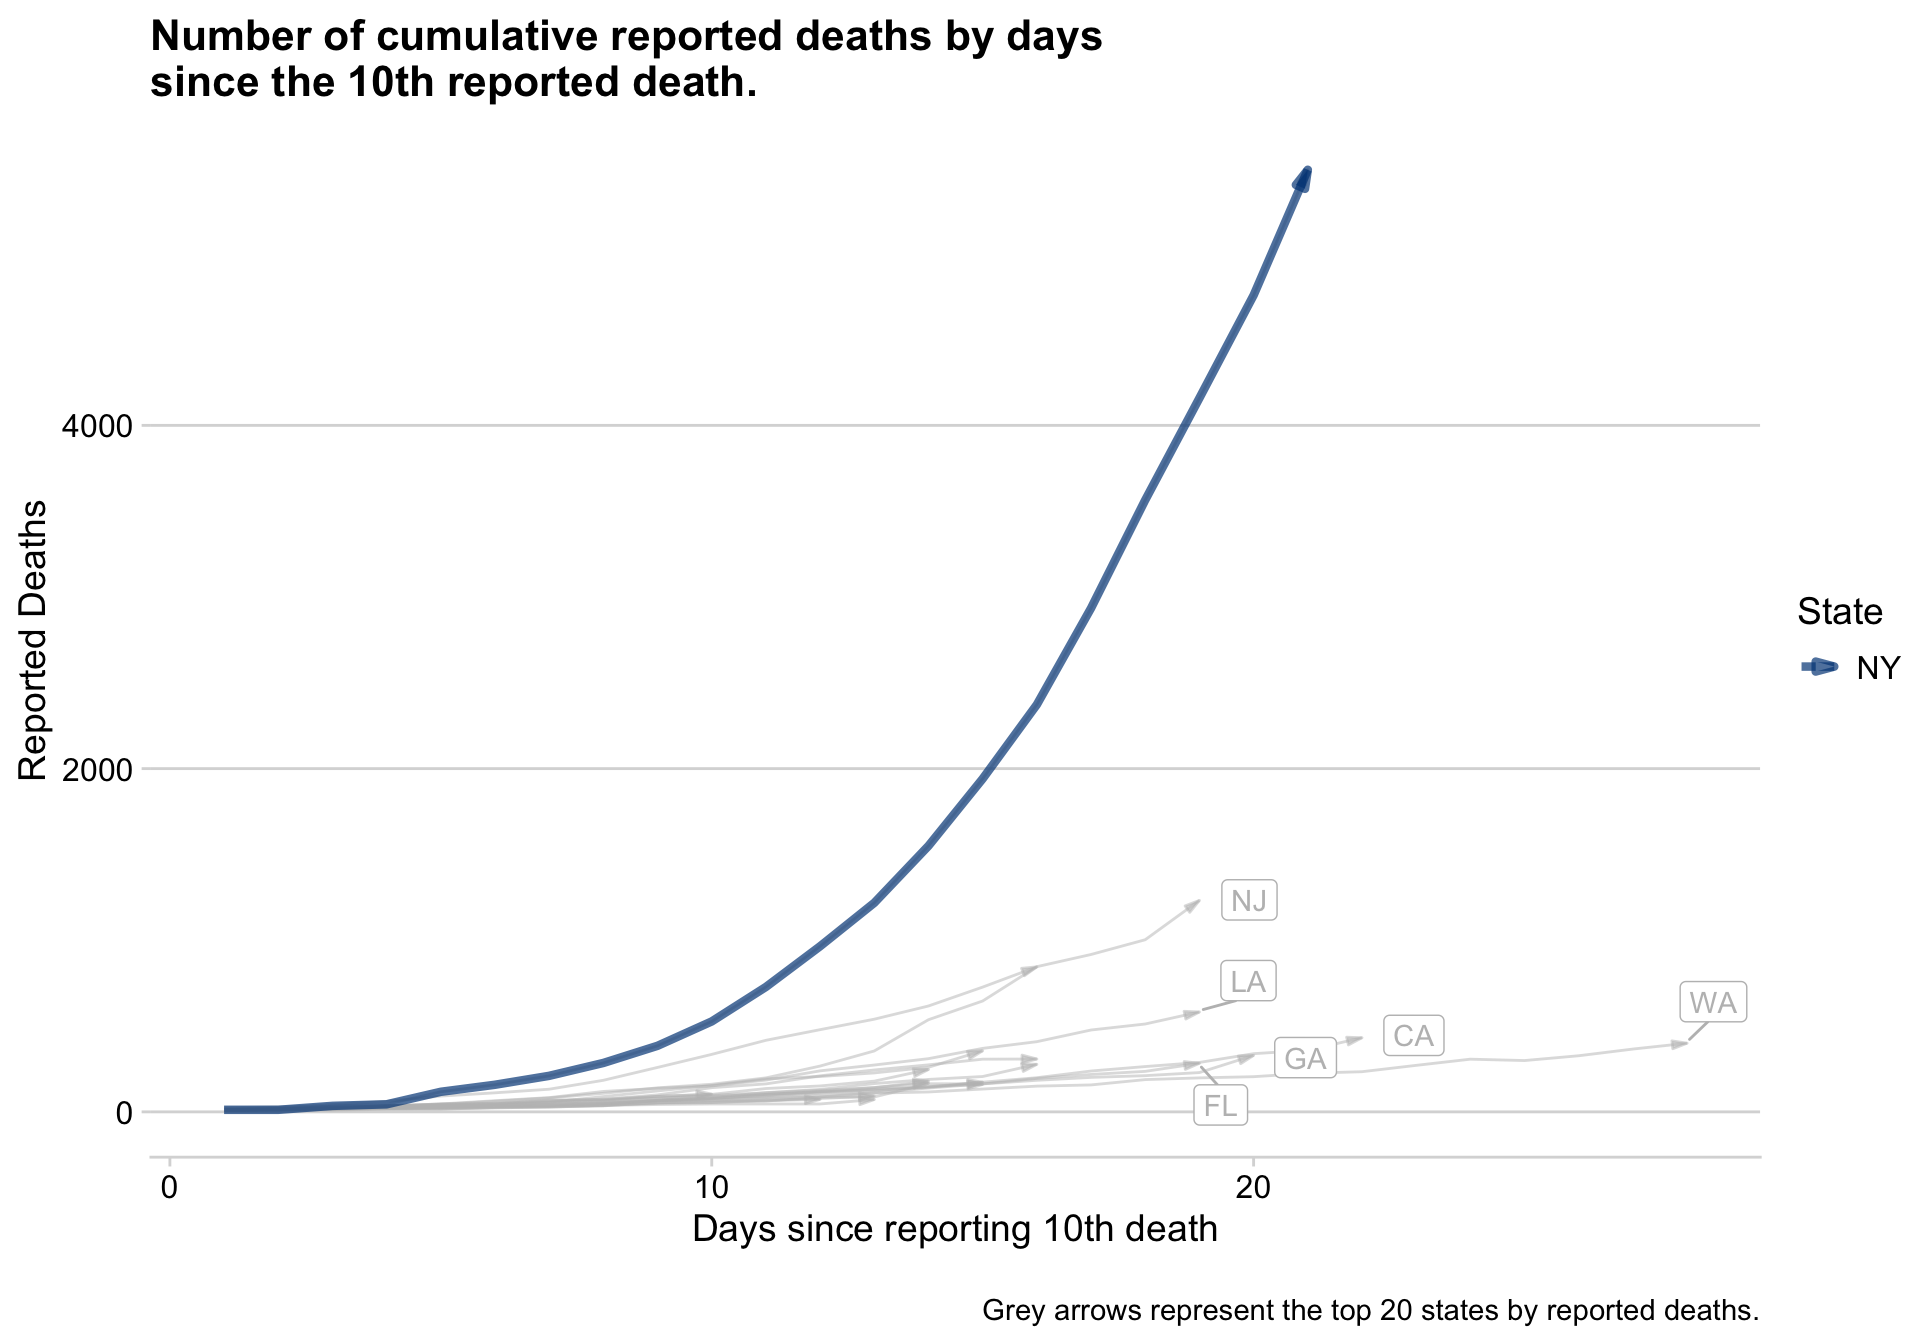 Number of cumulative reported deaths by days
since the 10th reported death.
Reported Deaths
4000
2000
0
NJ
LA
WA
CA
GA
FL
State
NY
0 10 20
Days since reporting 10th death
Grey arrows represent the top 20 states by reported deaths.